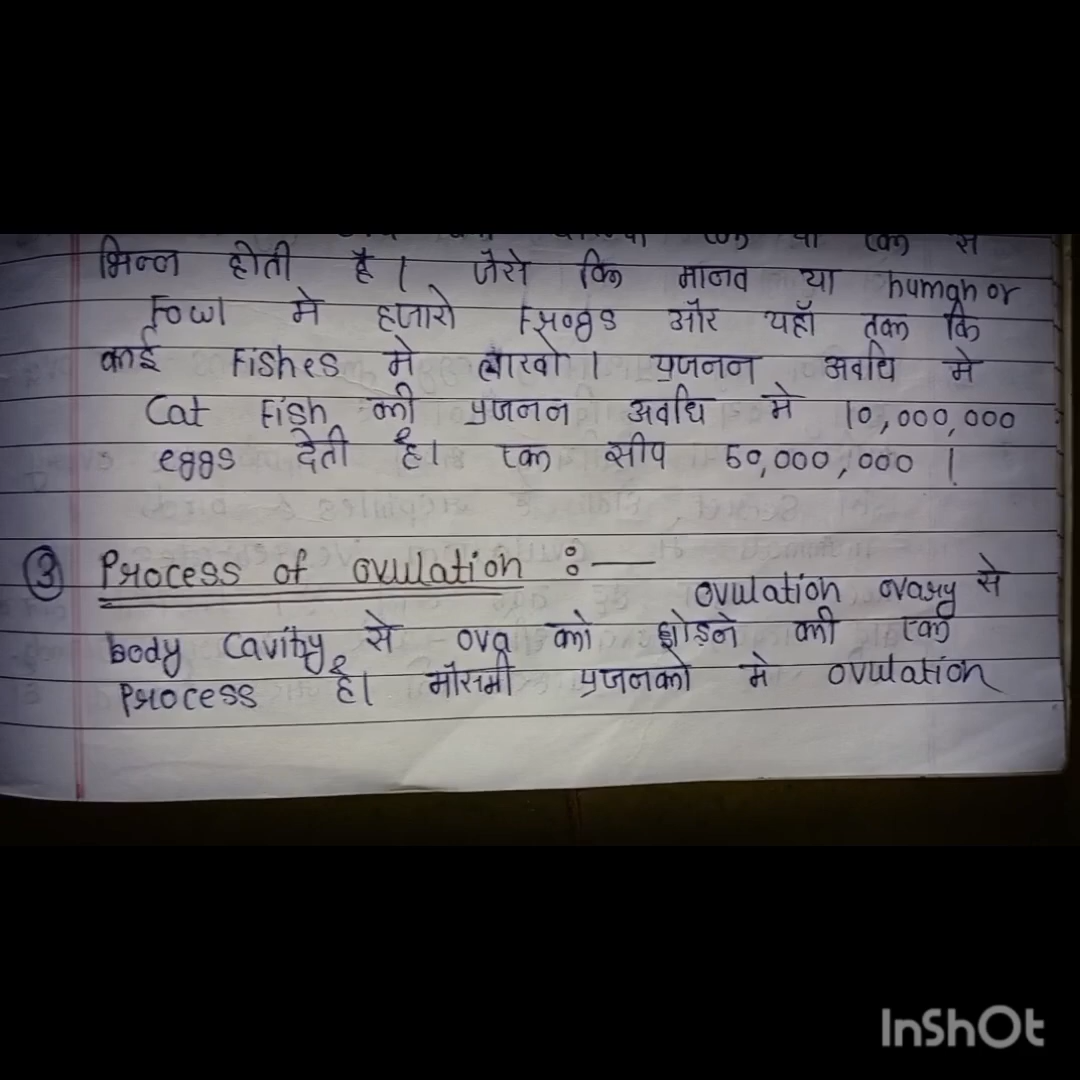 भिन्न होती है। जैसे कि मानव या human or
Fowl मे हजारो Frogs और यहाँ तक कि
काई Fishes मे लाखो। प्रजनन अवधि मे
Cat Fish की प्रजनन अवधि मे 10,000,000
eggs देती है। एक सीप 60,000,000।
③ Process of ovulation :—
ovulation ovary से
body cavity से ova को छोड़ने की एक
Process है। मौसमी प्रजनको मे ovulation
InShOt